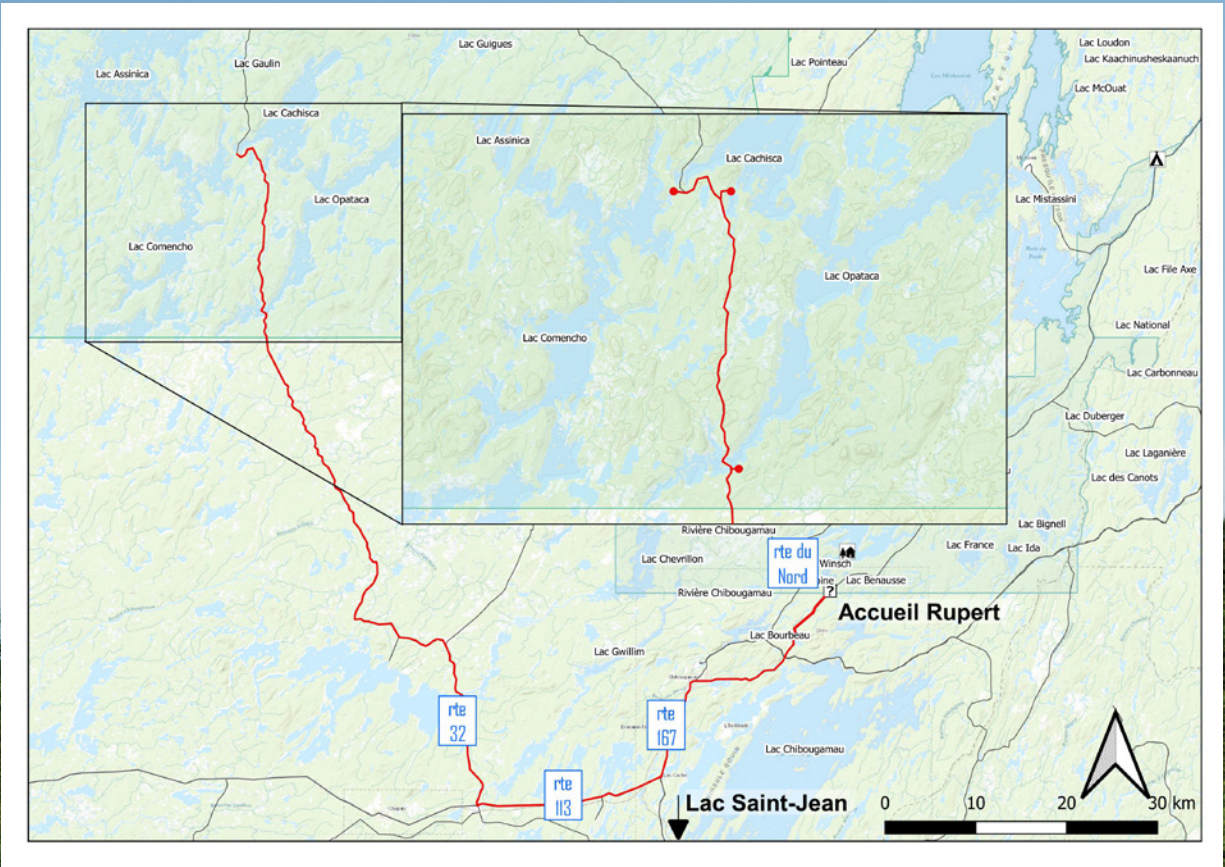 Lac Guigues
Lac Loudon
Lac Kaachinusheskaanuch
Lac Gaulin
Lac Pointeau
Lac Assinica
Lac McOuat
Lac Cachisca
Lac Assinica
Lac Cachisca
Lac Mistassini
Lac Opataca
Lac Comencho
Lac Opataca
Lac File Axe
Lac National
Lac Comencho
Lac Carbonneau
Lac Duberger
Lac Laganière
Lac des Canots
Lac Bignell
Rivière Chibougamau
Lac France
Lac Ida
Lac Chevrillon
rte du
Nord
Winsch
Lac Benausse
Rivière Chibougamau
?
Accueil Rupert
Lac Bourbeau
Lac Gwillim
rte
32
rte
167
Lac Chibougamau
rte
113
Lac Saint-Jean
0 10 20 30 km